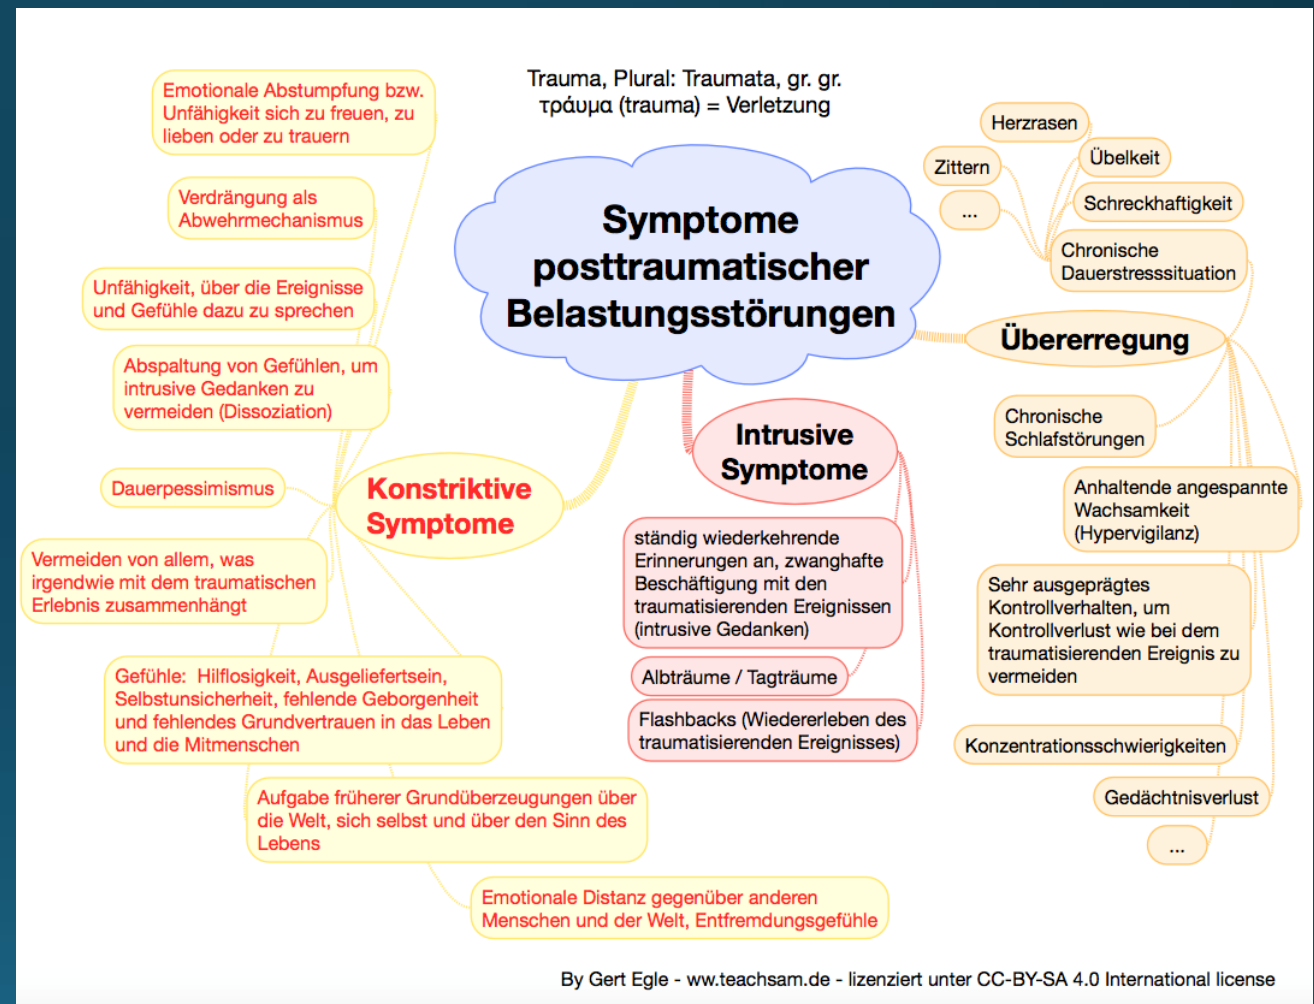 Trauma, Plural: Traumata, gr. gr.
τράυμα (trauma) = Verletzung
Symptome
posttraumatischer
Belastungsstörungen
Emotionale Abstumpfung bzw.
Unfähigkeit sich zu freuen, zu
lieben oder zu trauern
Verdrängung als
Abwehrmechanismus
Unfähigkeit, über die Ereignisse
und Gefühle dazu zu sprechen
Abspaltung von Gefühlen, um
intrusive Gedanken zu
vermeiden (Dissoziation)
Dauerpessimismus
Konstriktive
Symptome
Vermeiden von allem, was
irgendwie mit dem traumatischen
Erlebnis zusammenhängt
Gefühle:  Hilflosigkeit, Ausgeliefertsein,
Selbstunsicherheit, fehlende Geborgenheit
und fehlendes Grundvertrauen in das Leben
und die Mitmenschen
Aufgabe früherer Grundüberzeugungen über
die Welt, sich selbst und über den Sinn des
Lebens
Emotionale Distanz gegenüber anderen
Menschen und der Welt, Entfremdungsgefühle
Intrusive
Symptome
ständig wiederkehrende
Erinnerungen an, zwanghafte
Beschäftigung mit den
traumatisierenden Ereignissen
(intrusive Gedanken)
Albträume / Tagträume
Flashbacks (Wiedererleben des
traumatisierenden Ereignisses)
Herzrasen
Zittern
Übelkeit
...
Schreckhaftigkeit
Chronische
Dauerstresssituation
Übererregung
Chronische
Schlafstörungen
Anhaltende angespannte
Wachsamkeit
(Hypervigilanz)
Sehr ausgeprägtes
Kontrollverhalten, um
Kontrollverlust wie bei dem
traumatisierenden Ereignis zu
vermeiden
Konzentrationsschwierigkeiten
Gedächtnisverlust
...
By Gert Egle - ww.teachsam.de - lizenziert unter CC-BY-SA 4.0 International license